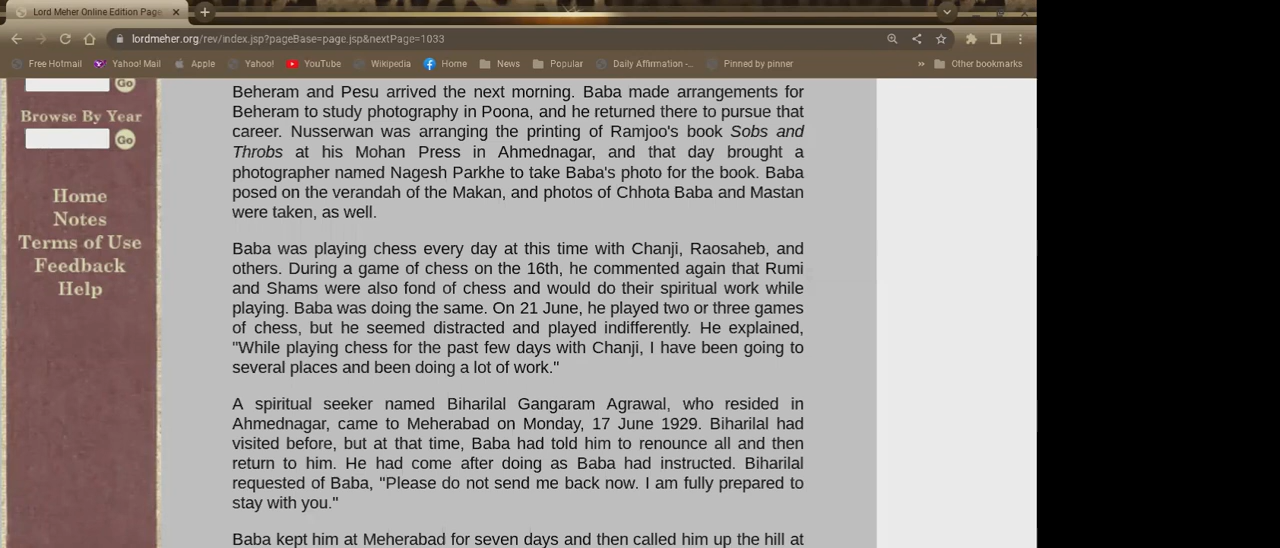 Lord Meher Online Edition Page
lordmeher.org/rev/index.jsp?pageBase=page.jsp&nextPage=1033
Free Hotmail Yahoo! Mail Apple Yahoo! YouTube Wikipedia Home News Popular Daily Affirmation -... Pinned by pinner » Other bookmarks
Go
Browse By Year
Go
Home
Notes
Terms of Use
Feedback
Help
Beheram and Pesu arrived the next morning. Baba made arrangements for
Beheram to study photography in Poona, and he returned there to pursue that
career. Nusserwan was arranging the printing of Ramjoo's book Sobs and
Throbs at his Mohan Press in Ahmednagar, and that day brought a
photographer named Nagesh Parkhe to take Baba's photo for the book. Baba
posed on the verandah of the Makan, and photos of Chhota Baba and Mastan
were taken, as well.
Baba was playing chess every day at this time with Chanji, Raosaheb, and
others. During a game of chess on the 16th, he commented again that Rumi
and Shams were also fond of chess and would do their spiritual work while
playing. Baba was doing the same. On 21 June, he played two or three games
of chess, but he seemed distracted and played indifferently. He explained,
"While playing chess for the past few days with Chanji, I have been going to
several places and been doing a lot of work."
A spiritual seeker named Biharilal Gangaram Agrawal, who resided in
Ahmednagar, came to Meherabad on Monday, 17 June 1929. Biharilal had
visited before, but at that time, Baba had told him to renounce all and then
return to him. He had come after doing as Baba had instructed. Biharilal
requested of Baba, "Please do not send me back now. I am fully prepared to
stay with you."
Baba kept him at Meherabad for seven days and then called him up the hill at